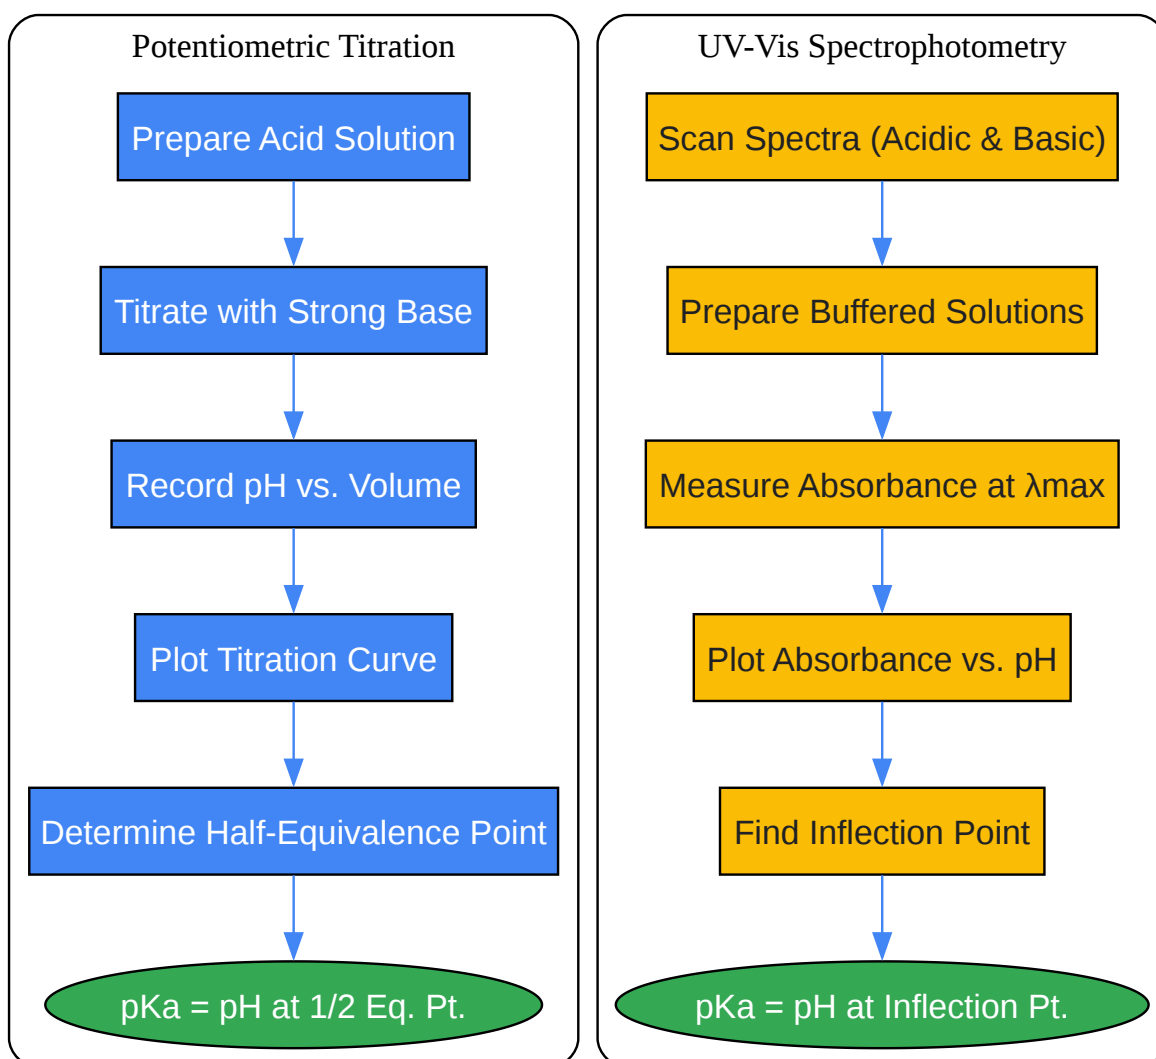 Potentiometric Titration
Prepare Acid Solution
Titrate with Strong Base
Record pH vs. Volume
Plot Titration Curve
Determine Half-Equivalence Point
pKa = pH at 1/2 Eq. Pt.
UV-Vis Spectrophotometry
Scan Spectra (Acidic & Basic)
Prepare Buffered Solutions
Measure Absorbance at λmax
Plot Absorbance vs. pH
Find Inflection Point
pKa = pH at Inflection Pt.